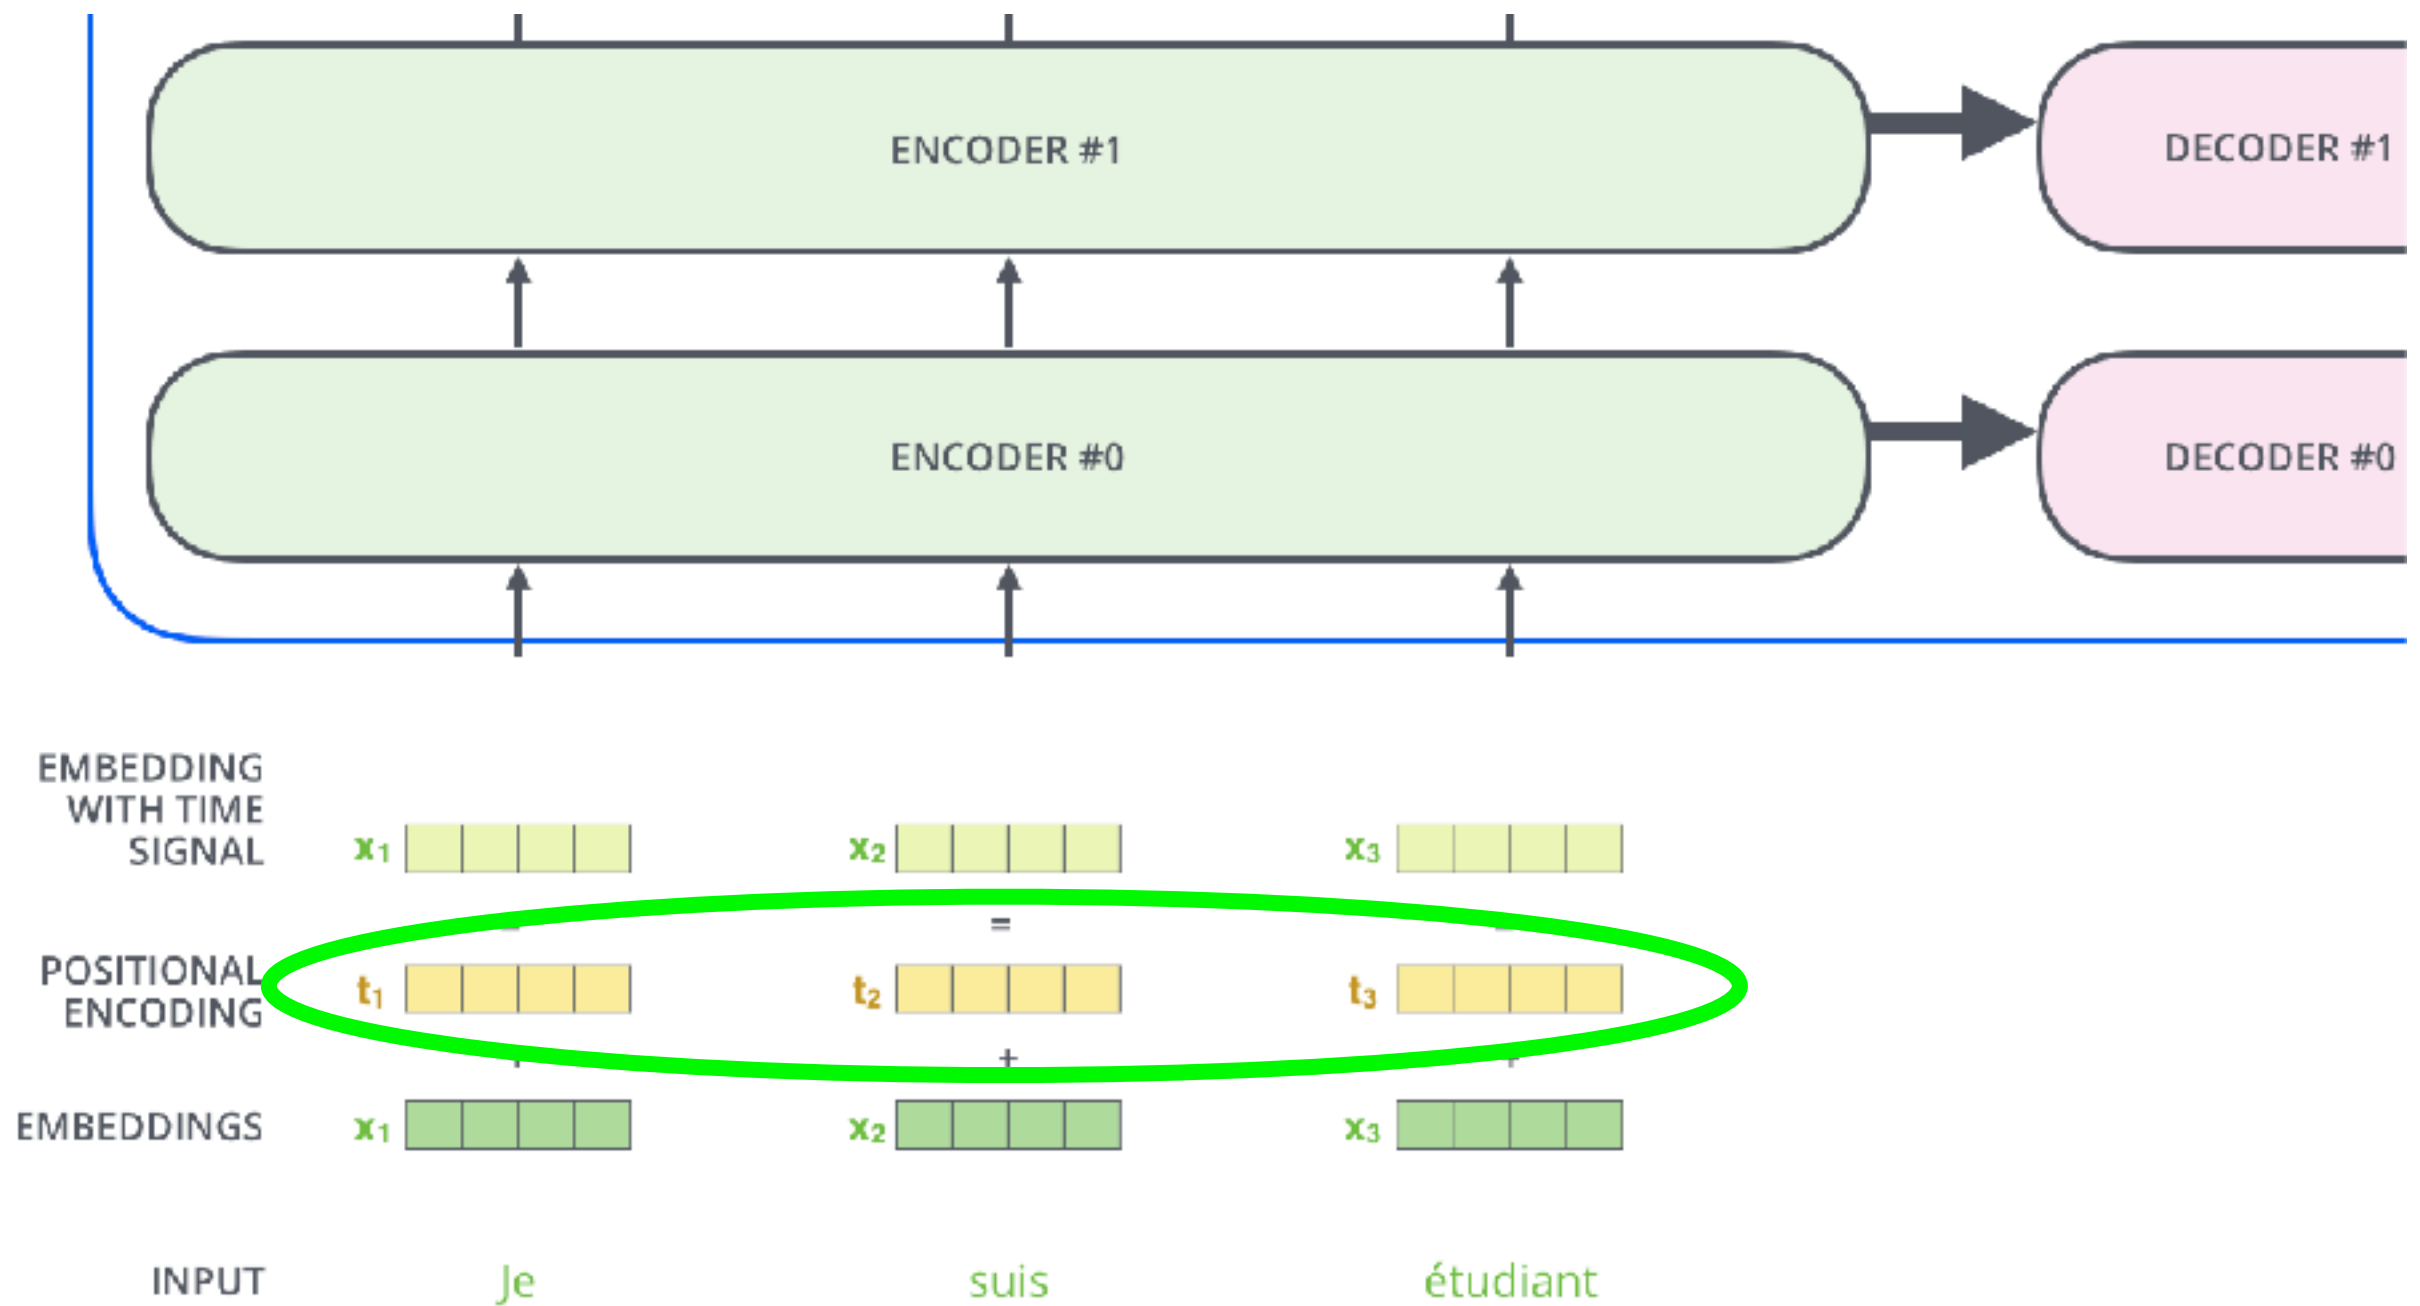 ENCODER #1
DECODER #1
ENCODER #0
DECODER #0
EMBEDDING
WITH TIME
SIGNAL
x₁ x₂ x₃
=
POSITIONAL
ENCODING
t₁ t₂ t₃
+ + +
EMBEDDINGS
x₁ x₂ x₃
INPUT
Je suis étudiant